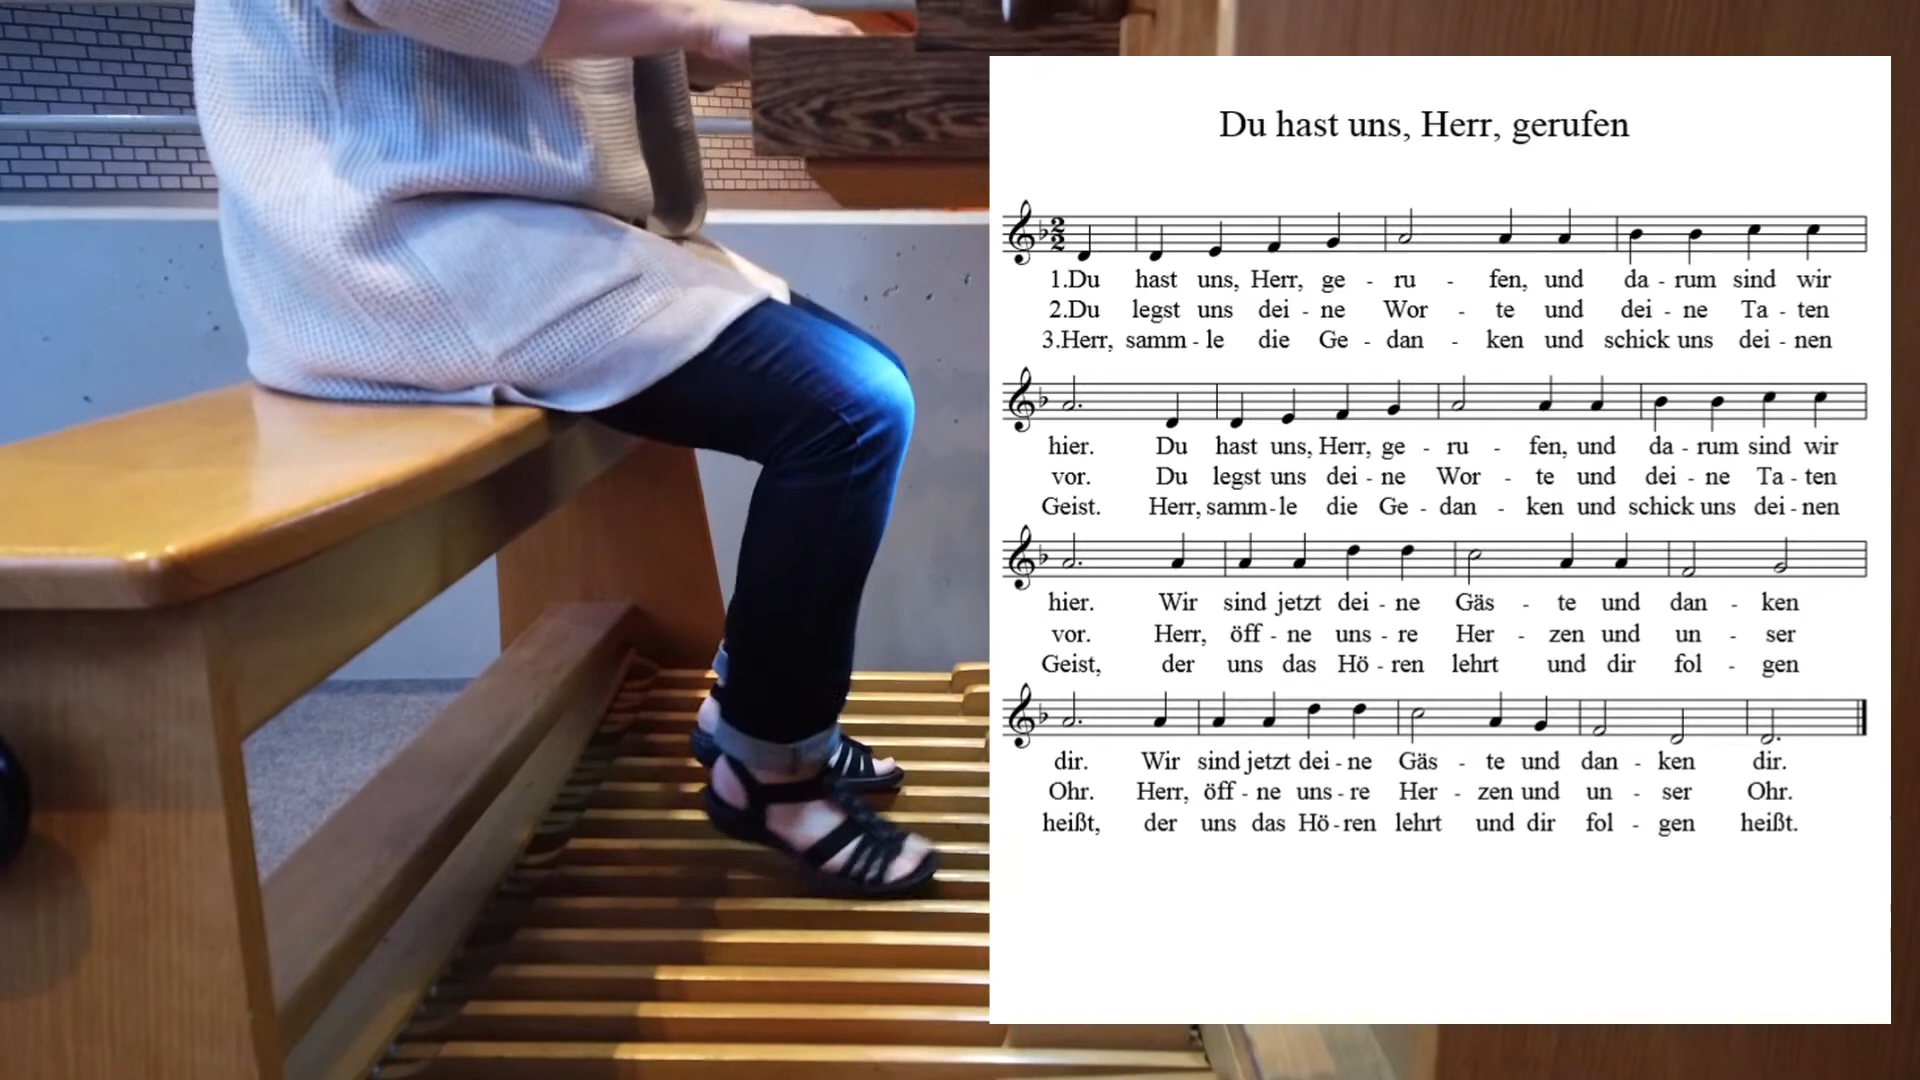 Du hast uns, Herr, gerufen
2
2
1.Du hast uns, Herr, ge - ru - fen, und da - rum sind wir
2.Du legst uns dei - ne Wor - te und dei - ne Ta - ten
3.Herr, samm - le die Ge - dan - ken und schick uns dei - nen
hier. Du hast uns, Herr, ge - ru - fen, und da - rum sind wir
vor. Du legst uns dei - ne Wor - te und dei - ne Ta - ten
Geist. Herr, samm - le die Ge - dan - ken und schick uns dei - nen
hier. Wir sind jetzt dei - ne Gäs - te und dan - ken
vor. Herr, öff - ne uns - re Her - zen und un - ser
Geist, der uns das Hö - ren lehrt und dir fol - gen
dir. Wir sind jetzt dei - ne Gäs - te und dan - ken dir.
Ohr. Herr, öff - ne uns - re Her - zen und un - ser Ohr.
heißt, der uns das Hö - ren lehrt und dir fol - gen heißt.